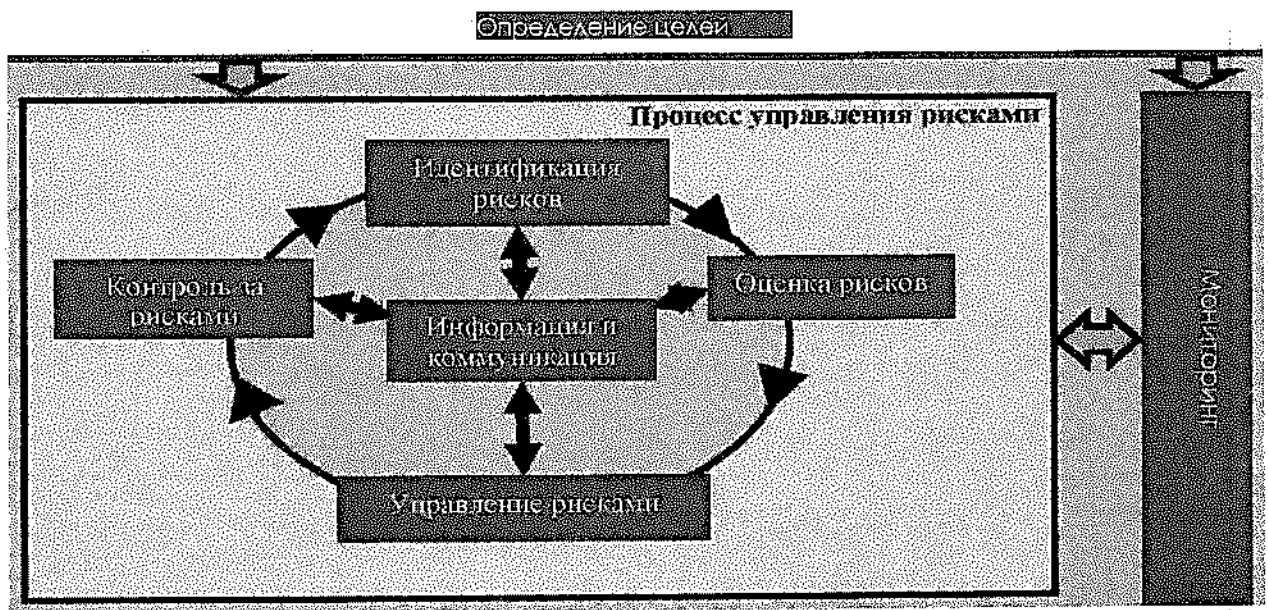 Определение целей
Процесс управления рисками
Идентификация
рисков
Контроль за
рисками
Оценка рисков
Информация и
коммуникация
Управление рисками
Мониторинг